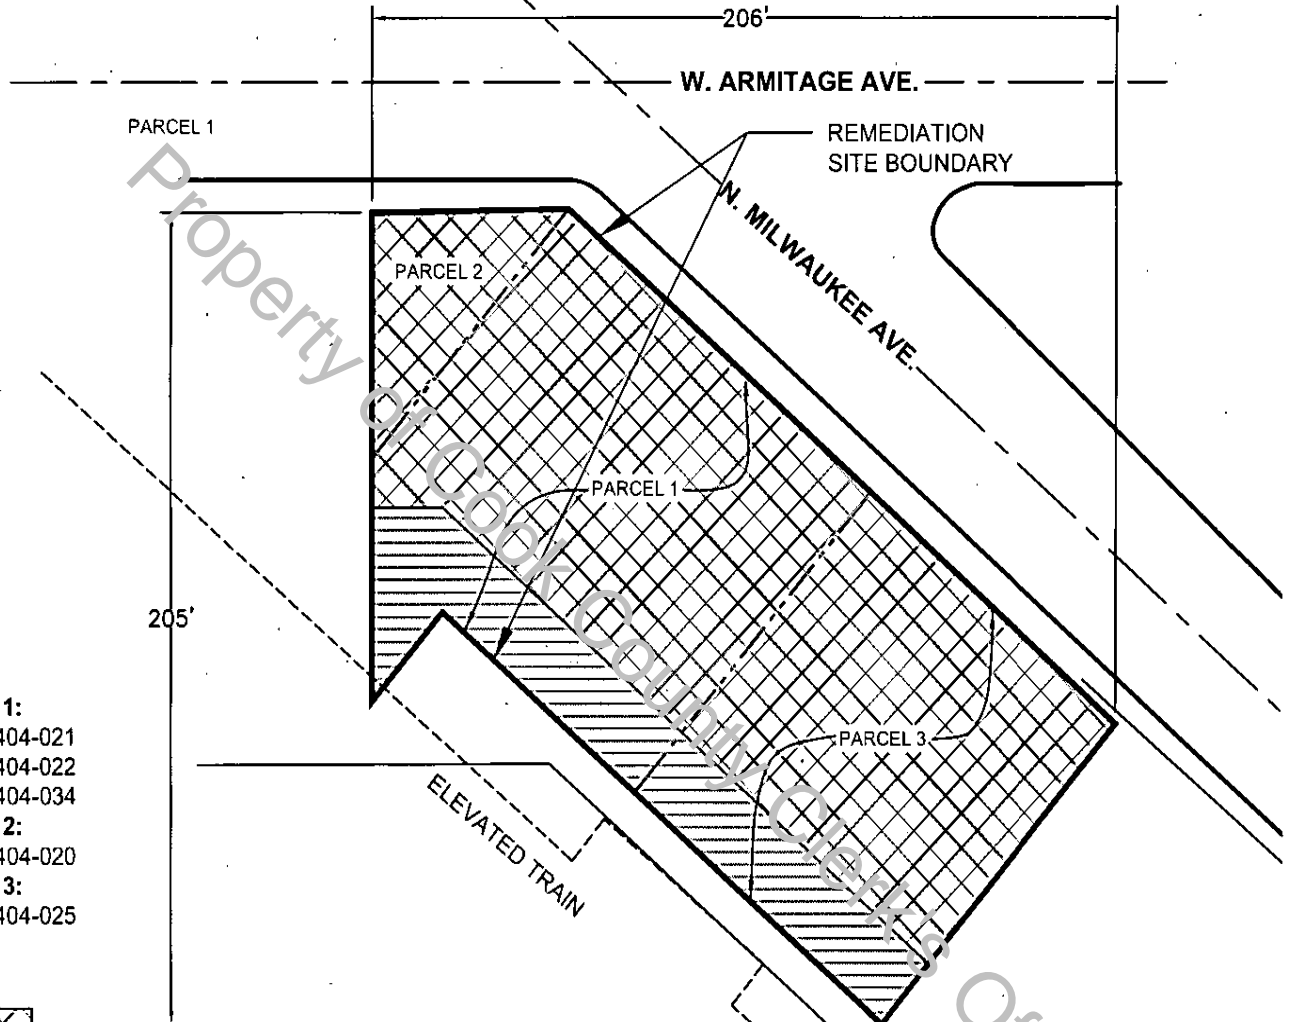 206'
W. ARMITAGE AVE.
PARCEL 1
REMEDIATION
SITE BOUNDARY
N. MILWAUKEE AVE.
PARCEL 2
PARCEL 1
205'
PARCEL 3
ELEVATED TRAIN
1:
404-021
404-022
404-034
2:
404-020
3:
404-025
Property of Cook County Clerk's Of